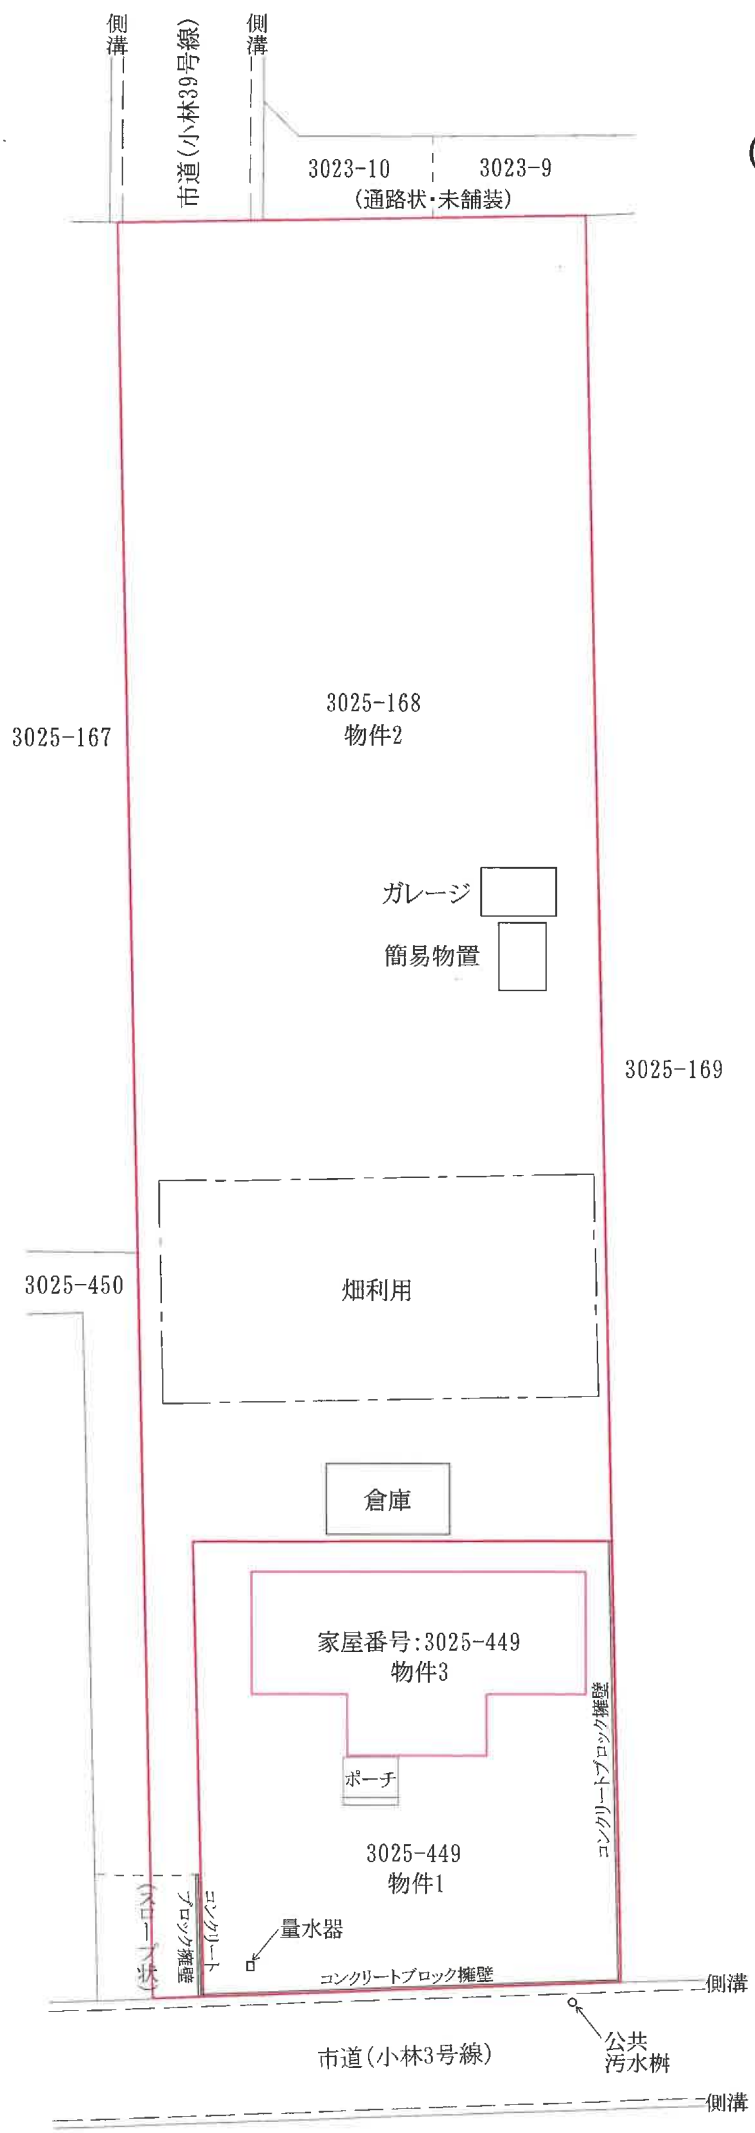 側溝
市道(小林39号線)
側溝
3023-10
3023-9
(通路状・未舗装)
3025-168
物件2
3025-167
ガレージ
簡易物置
3025-169
3025-450
畑利用
倉庫
家屋番号:3025-449
物件3
コンクリートブロック擁壁
ポーチ
3025-449
物件1
(スロープ状)
コンクリート
ブロック擁壁
量水器
コンクリートブロック擁壁
側溝
公共
汚水桝
市道(小林3号線)
側溝